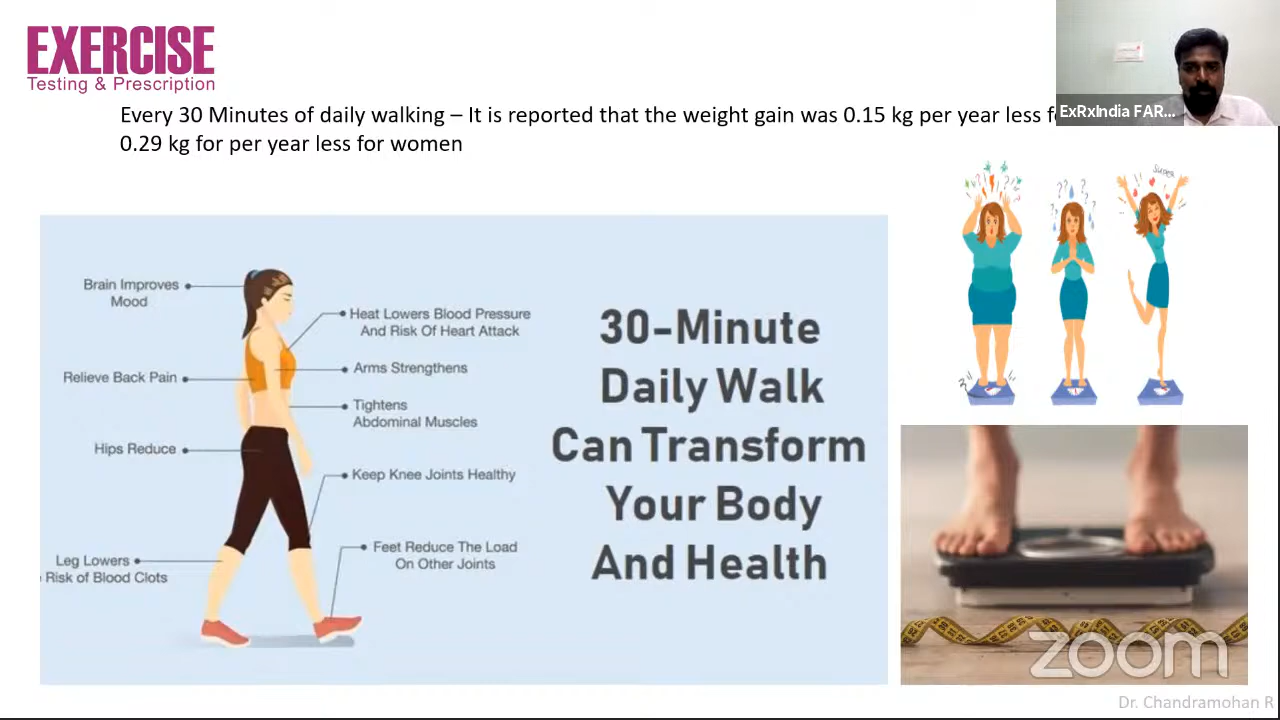 EXERCISE
Testing & Prescription
Every 30 Minutes of daily walking – It is reported that the weight gain was 0.15 kg per year less
0.29 kg for per year less for women
ExRxIndia FAR...
Brain Improves
Mood
Heat Lowers Blood Pressure
And Risk Of Heart Attack
Arms Strengthens
Relieve Back Pain
Tightens
Abdominal Muscles
Hips Reduce
Keep Knee Joints Healthy
Leg Lowers
Risk of Blood Clots
Feet Reduce The Load
On Other Joints
30-Minute
Daily Walk
Can Transform
Your Body
And Health
zoom
Dr. Chandramohan R